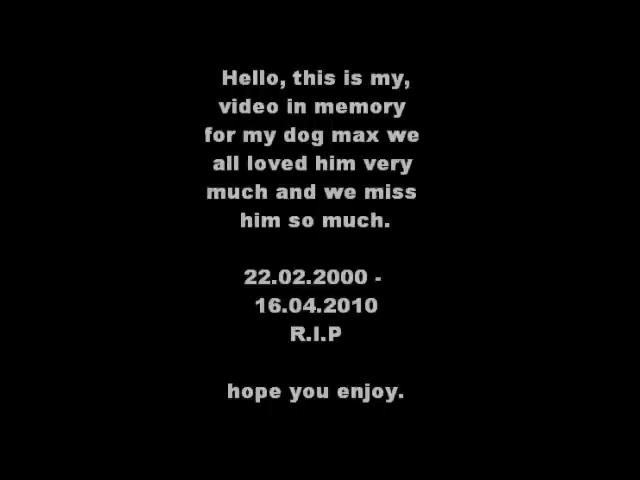 Hello, this is my,
video in memory
for my dog max we
all loved him very
much and we miss
him so much.
22.02.2000 -
16.04.2010
R.I.P
hope you enjoy.